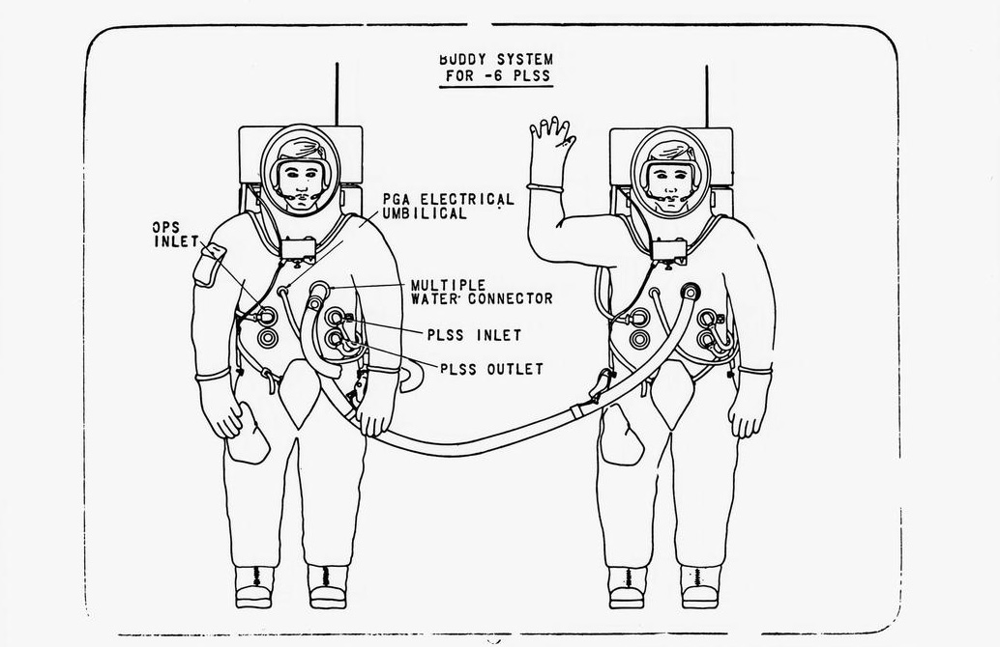 BUDDY SYSTEM
FOR -6 PLSS
PGA ELECTRICAL
UMBILICAL
OPS
INLET
MULTIPLE
WATER CONNECTOR
PLSS INLET
PLSS OUTLET